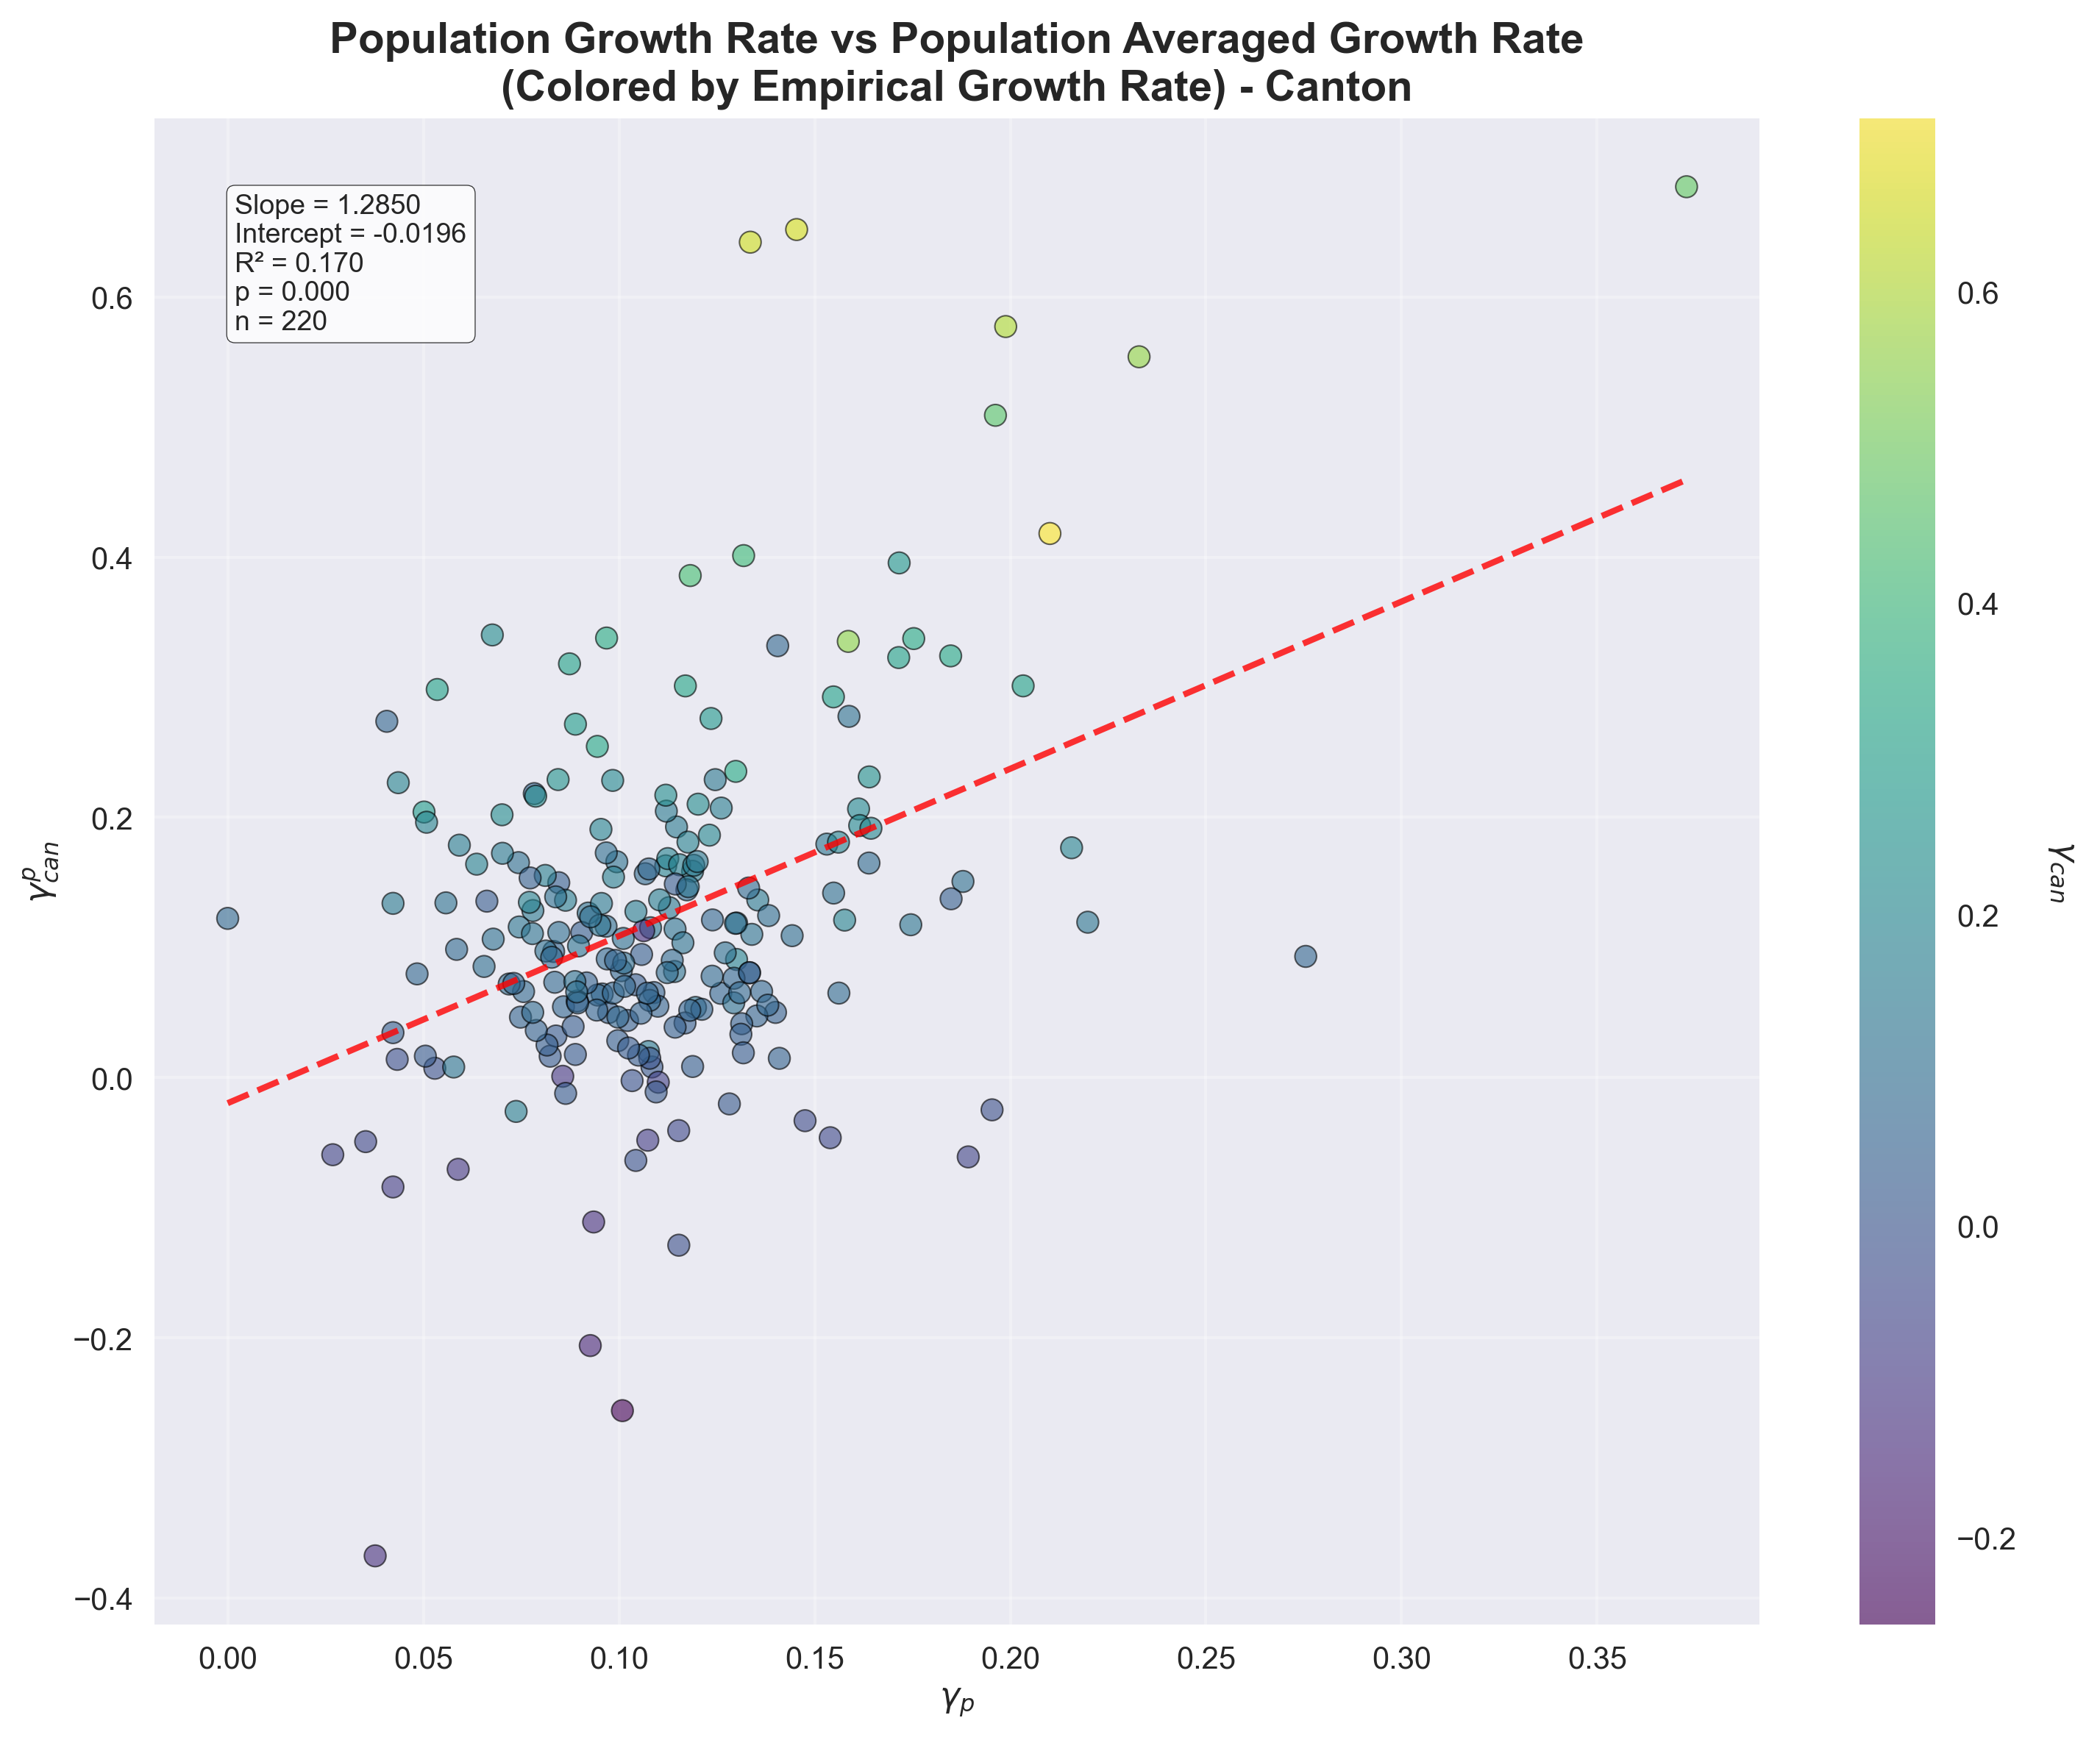 Population Growth Rate vs Population Averaged Growth Rate
(Colored by Empirical Growth Rate) - Canton
Slope = 1.2850
Intercept = -0.0196
R² = 0.170
p = 0.000
n = 220
0.6
0.4
0.2
0.0
−0.2
−0.4
γ^p_can
0.00 0.05 0.10 0.15 0.20 0.25 0.30 0.35
γ_p
0.6
0.4
0.2
0.0
−0.2
γ_can